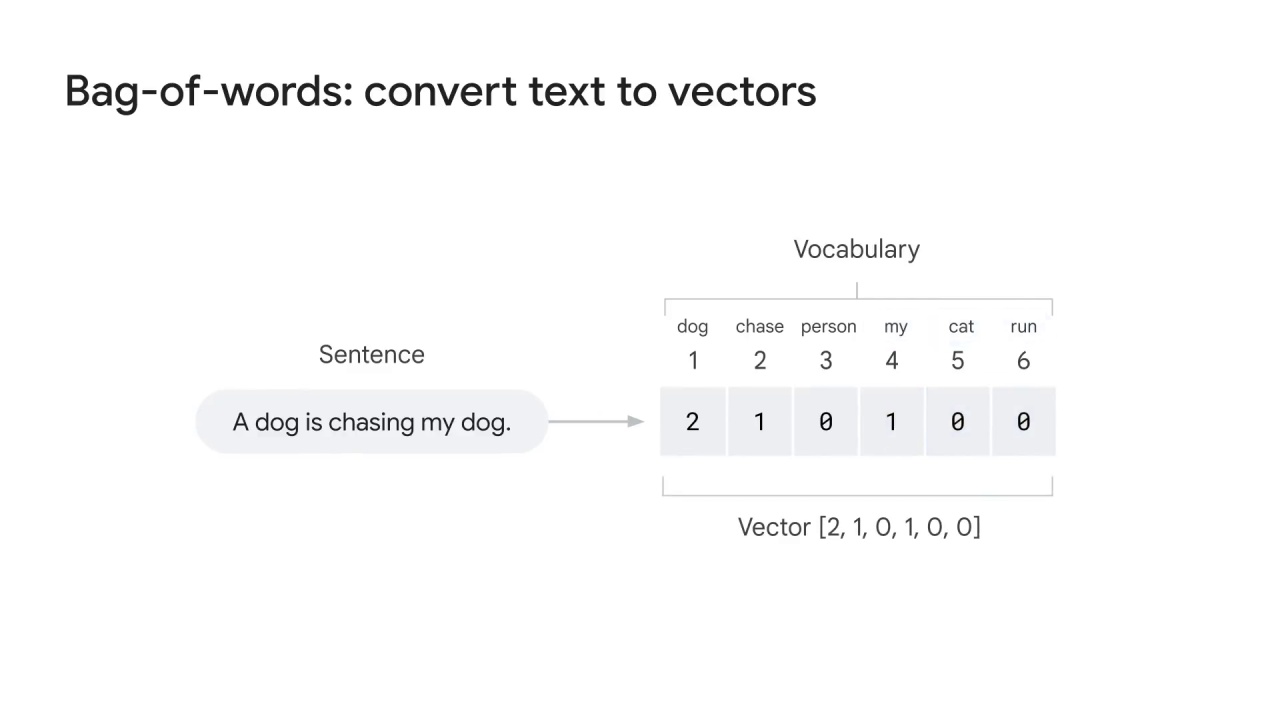 Bag-of-words: convert text to vectors
Vocabulary
dog chase person my cat run
1 2 3 4 5 6
Sentence
A dog is chasing my dog.
2 1 0 1 0 0
Vector [2, 1, 0, 1, 0, 0]